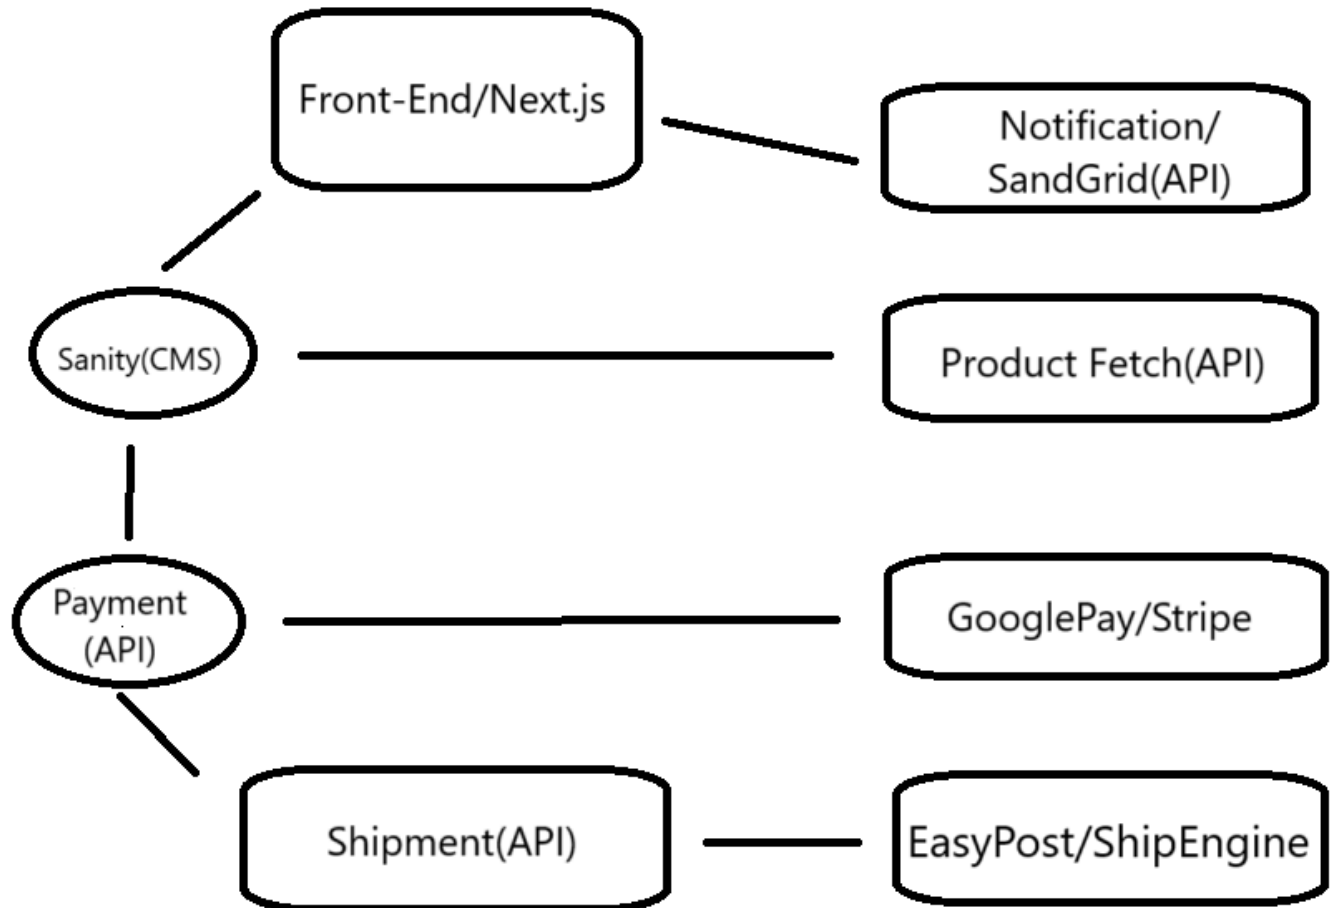 Front-End/Next.js
Notification/
SandGrid(API)
Sanity(CMS)
Product Fetch(API)
Payment
(API)
GooglePay/Stripe
Shipment(API)
EasyPost/ShipEngine